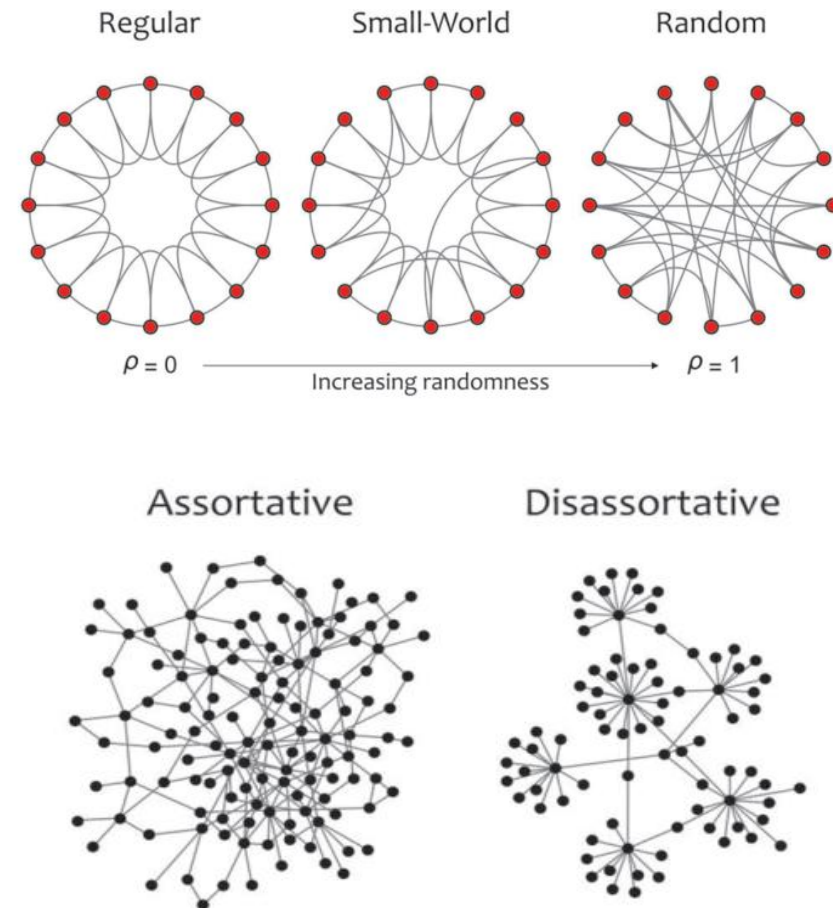 Regular Small-World Random
ρ = 0 ρ = 1
Increasing randomness
Assortative Disassortative